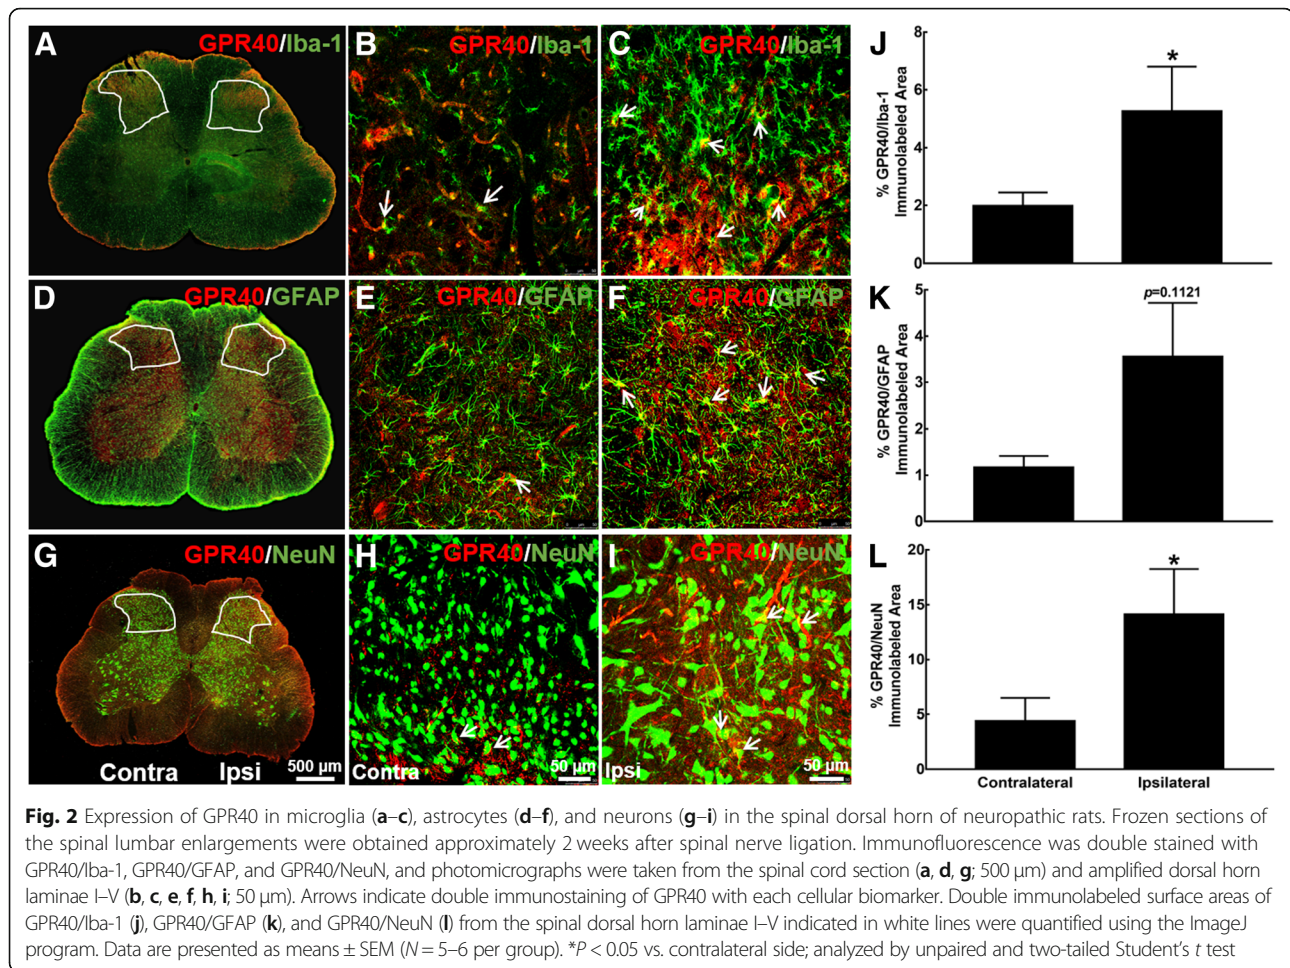 A GPR40/Iba-1
B GPR40/Iba-1
C GPR40/Iba-1
J
% GPR40/Iba-1
Immunolabeled Area
8
6
4
2
0
*
D GPR40/GFAP
E GPR40/GFAP
F GPR40/GFAP
K
% GPR40/GFAP
Immunolabeled Area
5
4
3
2
1
0
p=0.1121
G GPR40/NeuN
Contra Ipsi 500 µm
H GPR40/NeuN
Contra 50 µm
I GPR40/NeuN
Ipsi 50 µm
L
% GPR40/NeuN
Immunolabeled Area
20
15
10
5
0
*
Contralateral Ipsilateral
Fig. 2 Expression of GPR40 in microglia (a–c), astrocytes (d–f), and neurons (g–i) in the spinal dorsal horn of neuropathic rats. Frozen sections of
the spinal lumbar enlargements were obtained approximately 2 weeks after spinal nerve ligation. Immunofluorescence was double stained with
GPR40/Iba-1, GPR40/GFAP, and GPR40/NeuN, and photomicrographs were taken from the spinal cord section (a, d, g; 500 μm) and amplified dorsal horn
laminae I–V (b, c, e, f, h, i; 50 μm). Arrows indicate double immunostaining of GPR40 with each cellular biomarker. Double immunolabeled surface areas of
GPR40/Iba-1 (j), GPR40/GFAP (k), and GPR40/NeuN (l) from the spinal dorsal horn laminae I–V indicated in white lines were quantified using the ImageJ
program. Data are presented as means ± SEM (N = 5–6 per group). *P < 0.05 vs. contralateral side; analyzed by unpaired and two-tailed Student's t test